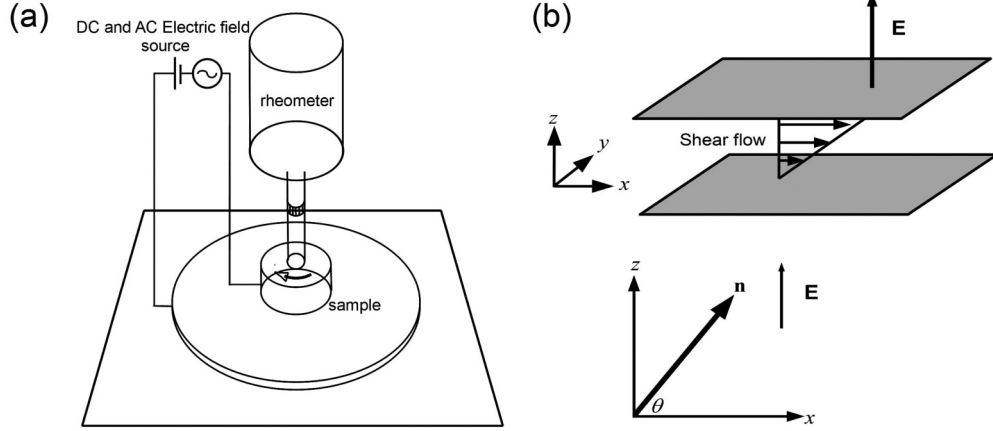 (a)
DC and AC Electric field
source
rheometer
sample
(b)
E
Shear flow
z
y
x
z
n
E
θ
x